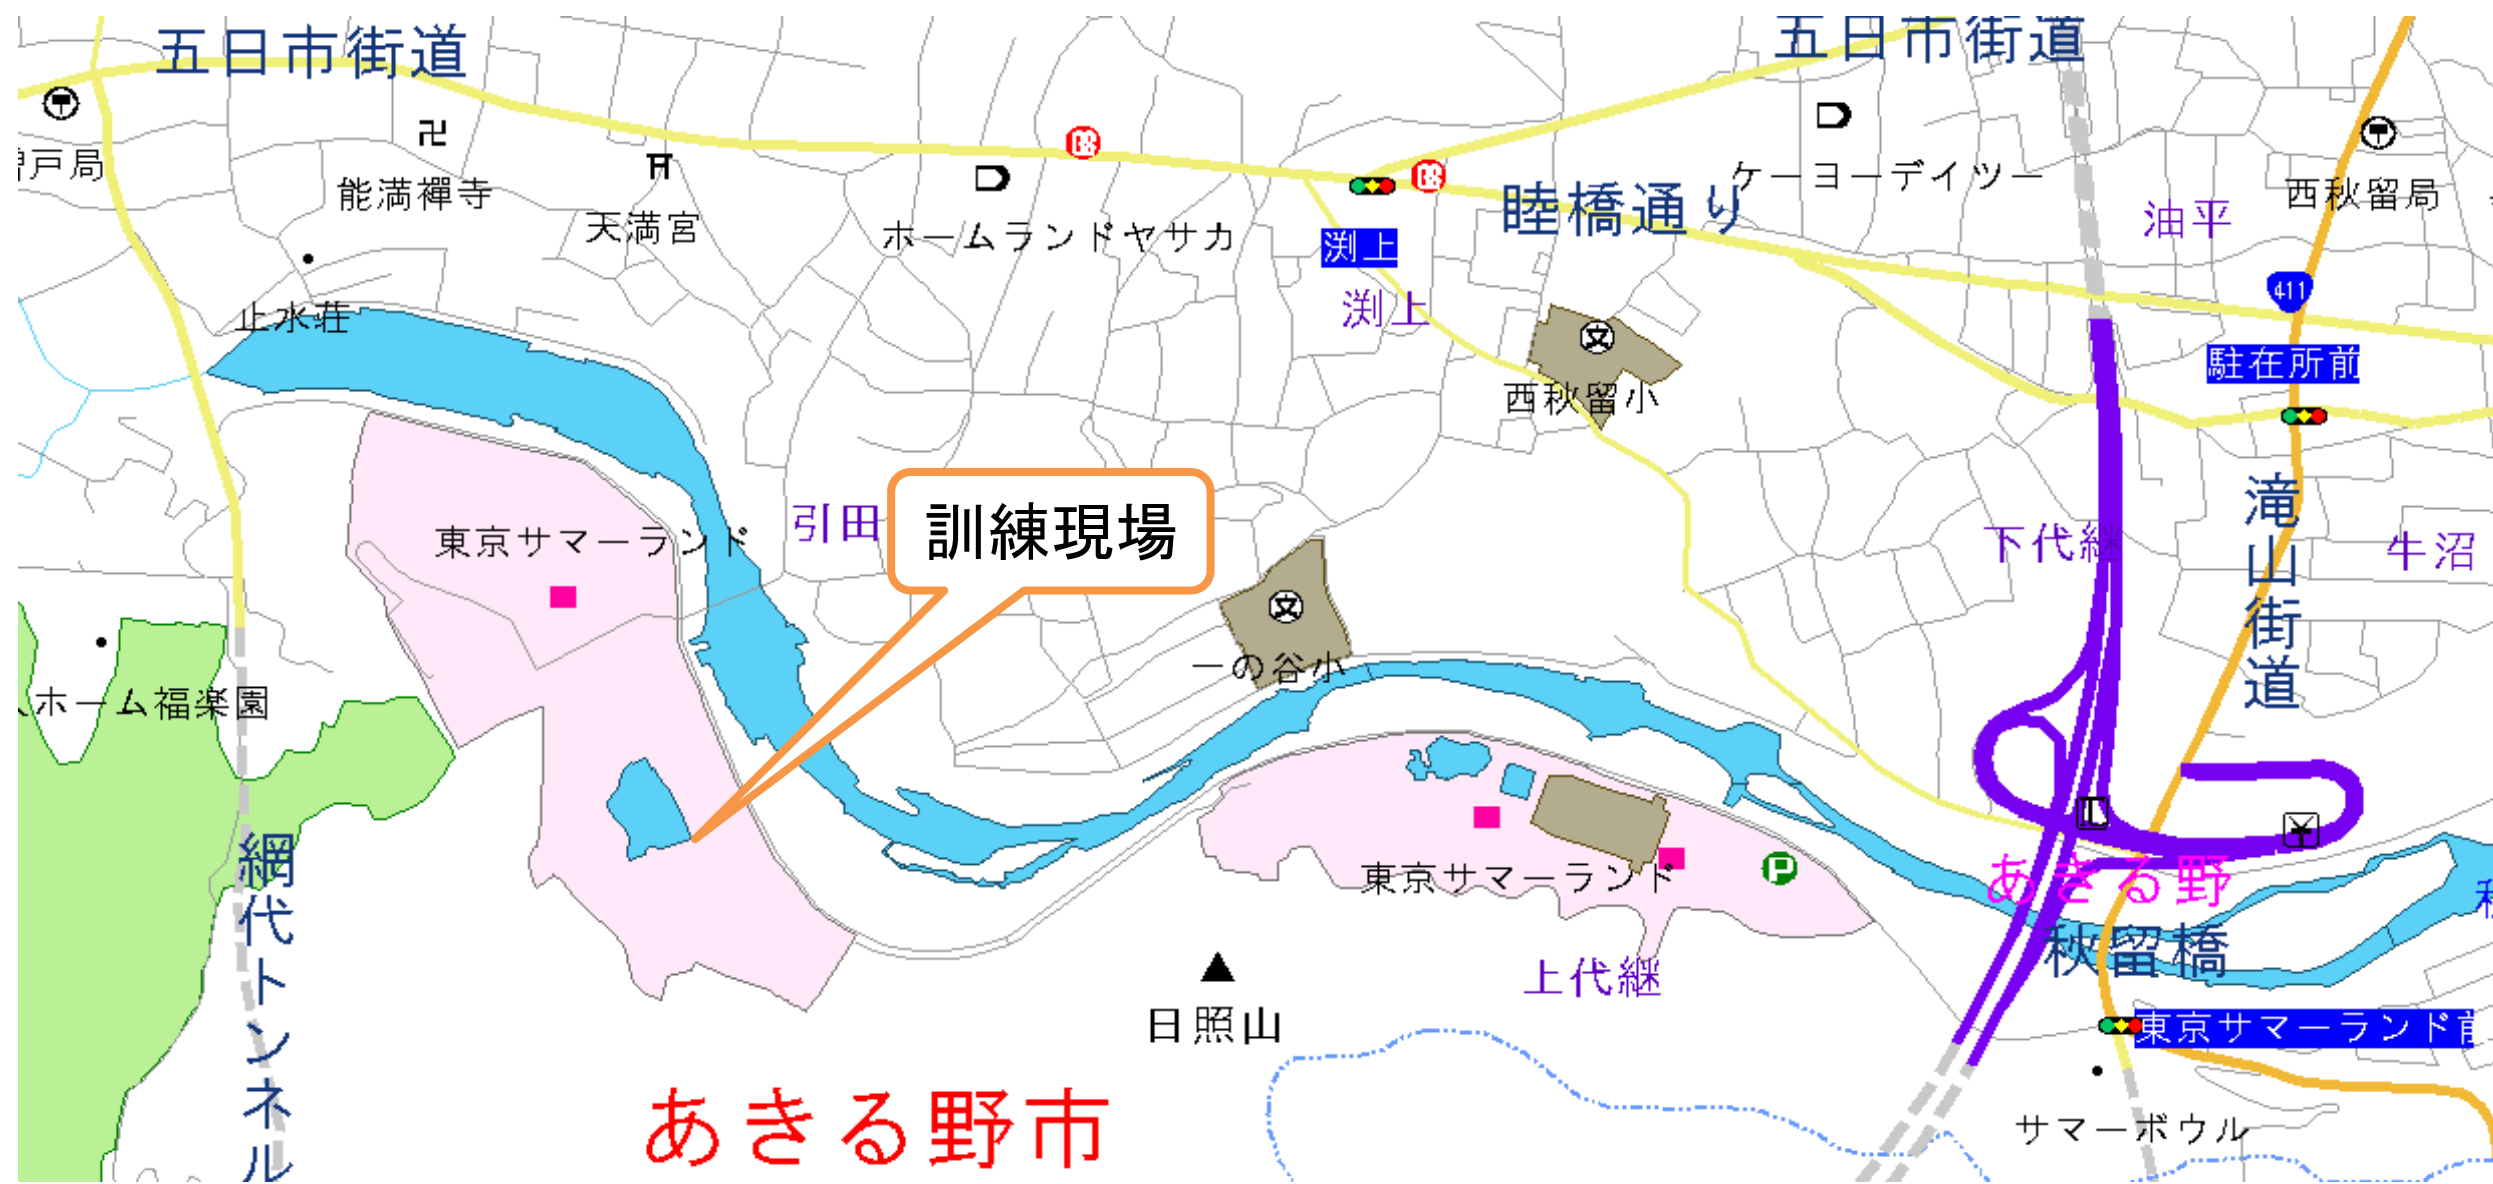 五日市街道
五日市街道
戸局
能満禅寺
天満宮
ホームランドヤサカ
渕上
渕上
睦橋通り
ケーヨーデイツー
油平
西秋留局
411
駐在所前
止水荘
西秋留小
東京サマーランド
引田
訓練現場
一の谷小
下代継
滝山街道
牛沼
ホーム福楽園
網代トンネル
東京サマーランド
P
あきる野
秋留橋
上代継
日照山
東京サマーランド前
あきる野市
サマーボウル